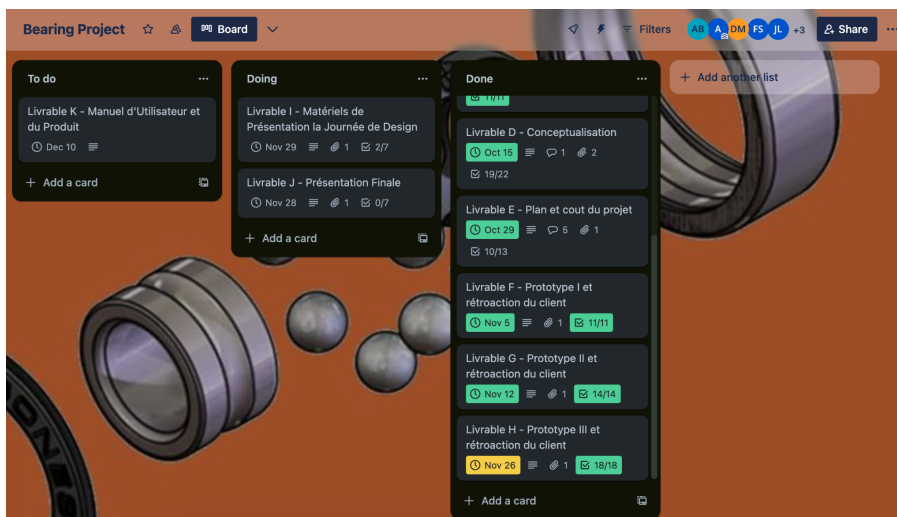 Bearing Project
Board
Filters
AB
A
DM
FS
JL
+3
Share
To do
Livrable K - Manuel d'Utilisateur et
du Produit
Dec 10
+ Add a card
Doing
Livrable I - Matériels de
Présentation la Journée de Design
Nov 29 1 2/7
Livrable J - Présentation Finale
Nov 28 1 0/7
+ Add a card
Done
11/11
Livrable D - Conceptualisation
Oct 15 1 2
19/22
Livrable E - Plan et cout du projet
Oct 29 5 1
10/13
Livrable F - Prototype I et
rétroaction du client
Nov 5 1 11/11
Livrable G - Prototype II et
rétroaction du client
Nov 12 1 14/14
Livrable H - Prototype III et
rétroaction du client
Nov 26 1 18/18
+ Add a card
+ Add another list